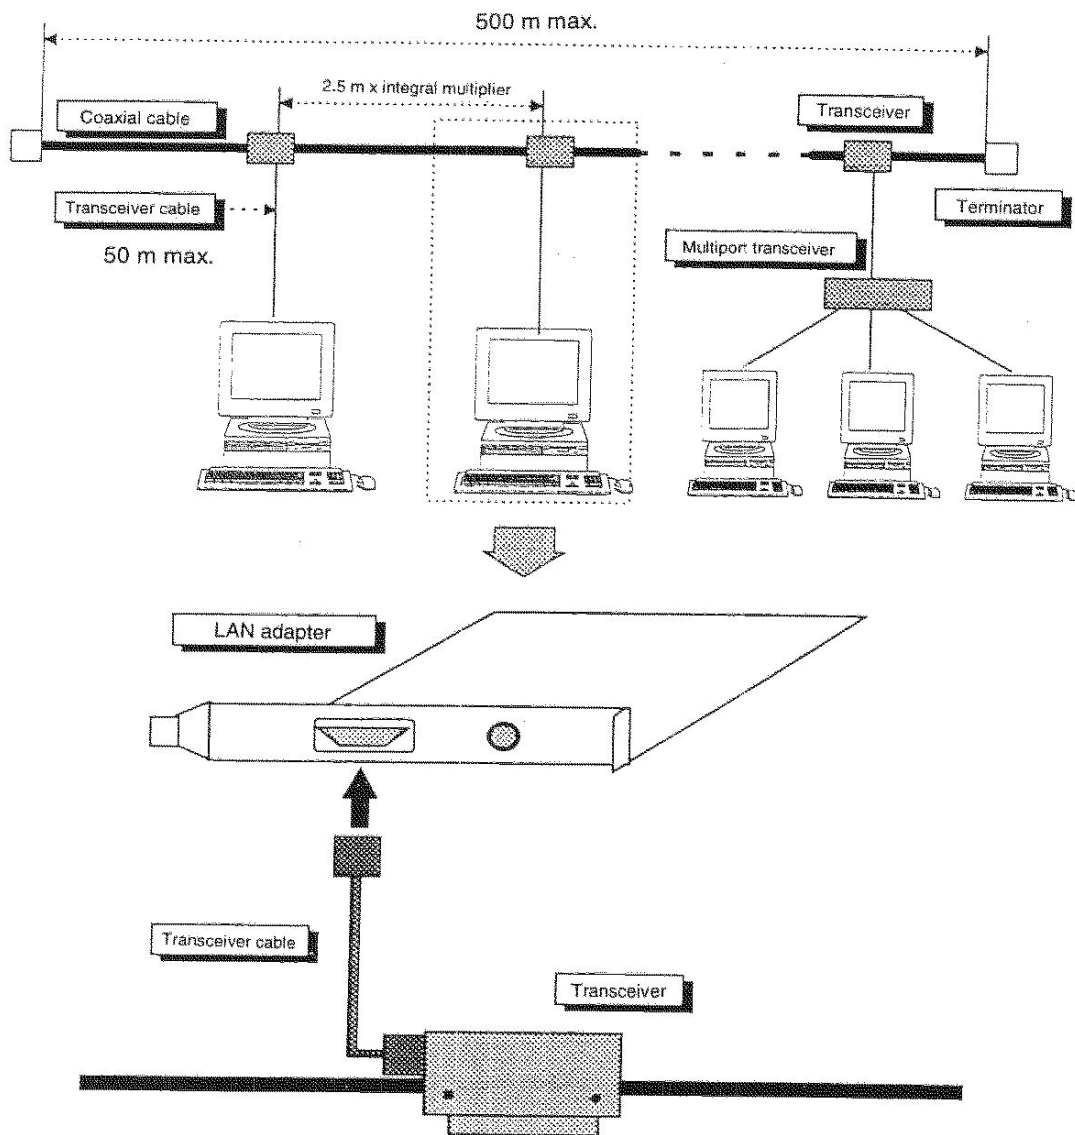 500 m max.
2.5 m x integral multiplier
Coaxial cable
Transceiver
Transceiver cable
Terminator
50 m max.
Multiport transceiver
LAN adapter
Transceiver cable
Transceiver